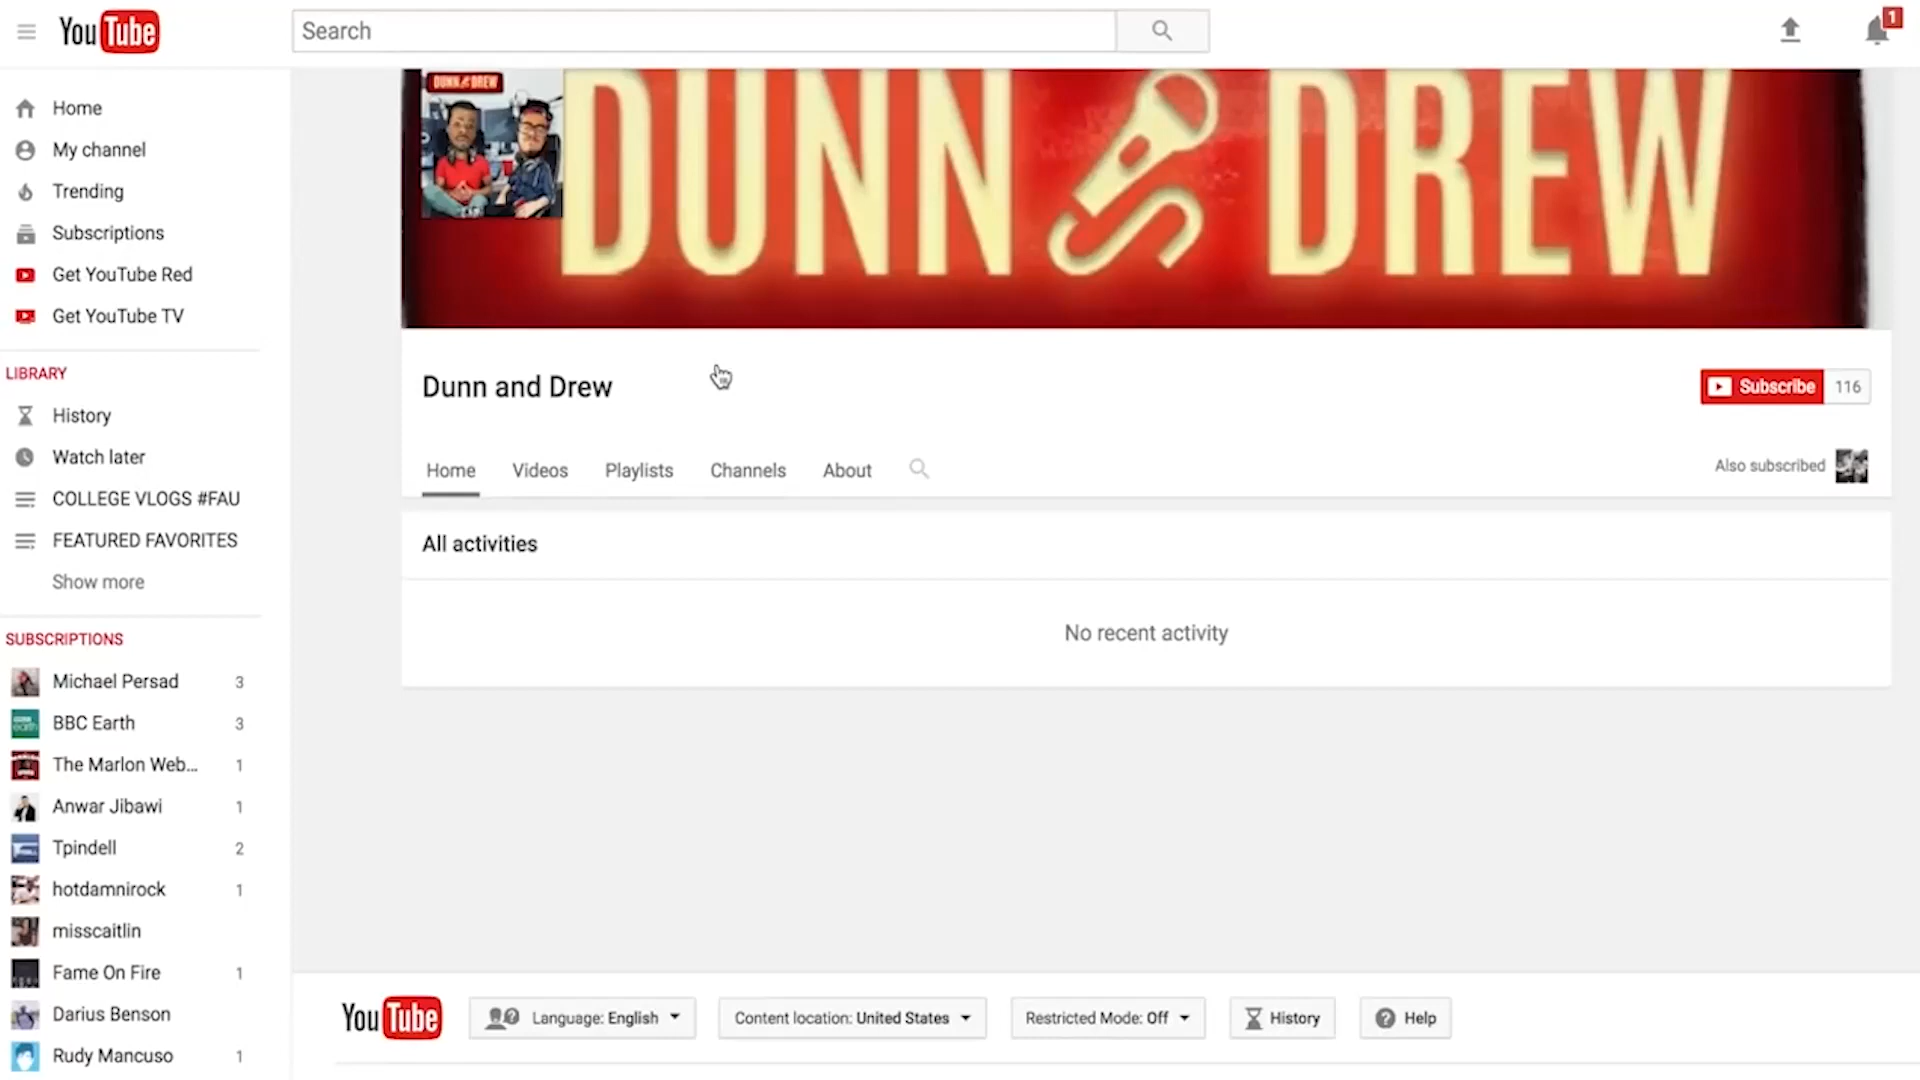 YouTube
Search
1
Home
My channel
Trending
Subscriptions
Get YouTube Red
Get YouTube TV
LIBRARY
History
Watch later
COLLEGE VLOGS #FAU
FEATURED FAVORITES
Show more
SUBSCRIPTIONS
Michael Persad 3
BBC Earth 3
The Marlon Web... 1
Anwar Jibawi 1
Tpindell 2
hotdamnirock 1
misscaitlin
Fame On Fire 1
Darius Benson
Rudy Mancuso 1
DUNN & DREW
DUNN DREW
Dunn and Drew
Subscribe 116
Home Videos Playlists Channels About
Also subscribed
All activities
No recent activity
YouTube Language: English Content location: United States Restricted Mode: Off History Help